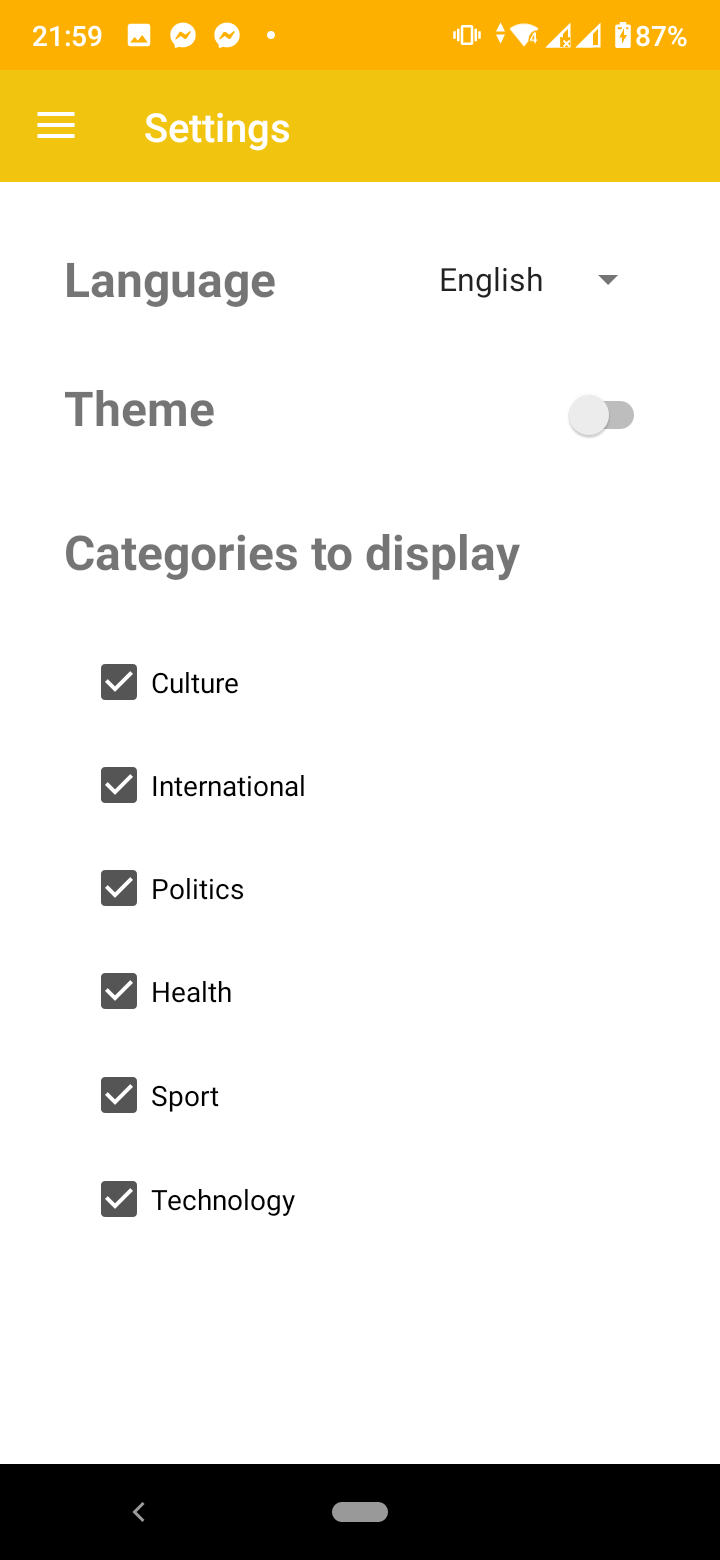 21:59 87%
Settings
Language English
Theme
Categories to display
Culture
International
Politics
Health
Sport
Technology